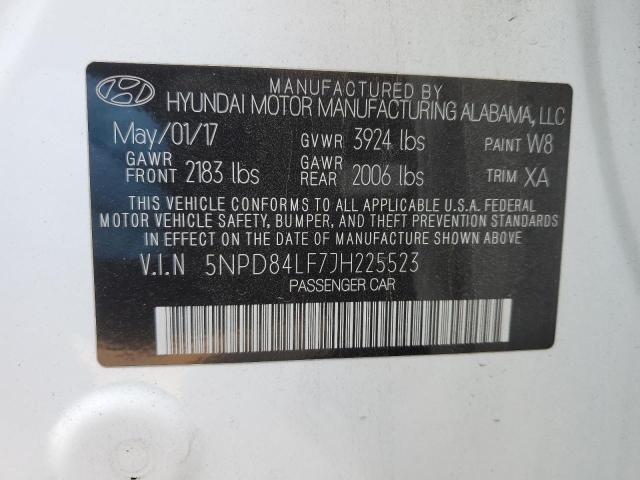 MANUFACTURED BY
HYUNDAI MOTOR MANUFACTURING ALABAMA, LLC
May/01/17 GVWR 3924 lbs PAINT W8
GAWR FRONT 2183 lbs GAWR REAR 2006 lbs TRIM XA
THIS VEHICLE CONFORMS TO ALL APPLICABLE U.S.A. FEDERAL
MOTOR VEHICLE SAFETY, BUMPER, AND THEFT PREVENTION STANDARDS
IN EFFECT ON THE DATE OF MANUFACTURE SHOWN ABOVE.
V.I.N 5NPD84LF7JH225523
PASSENGER CAR